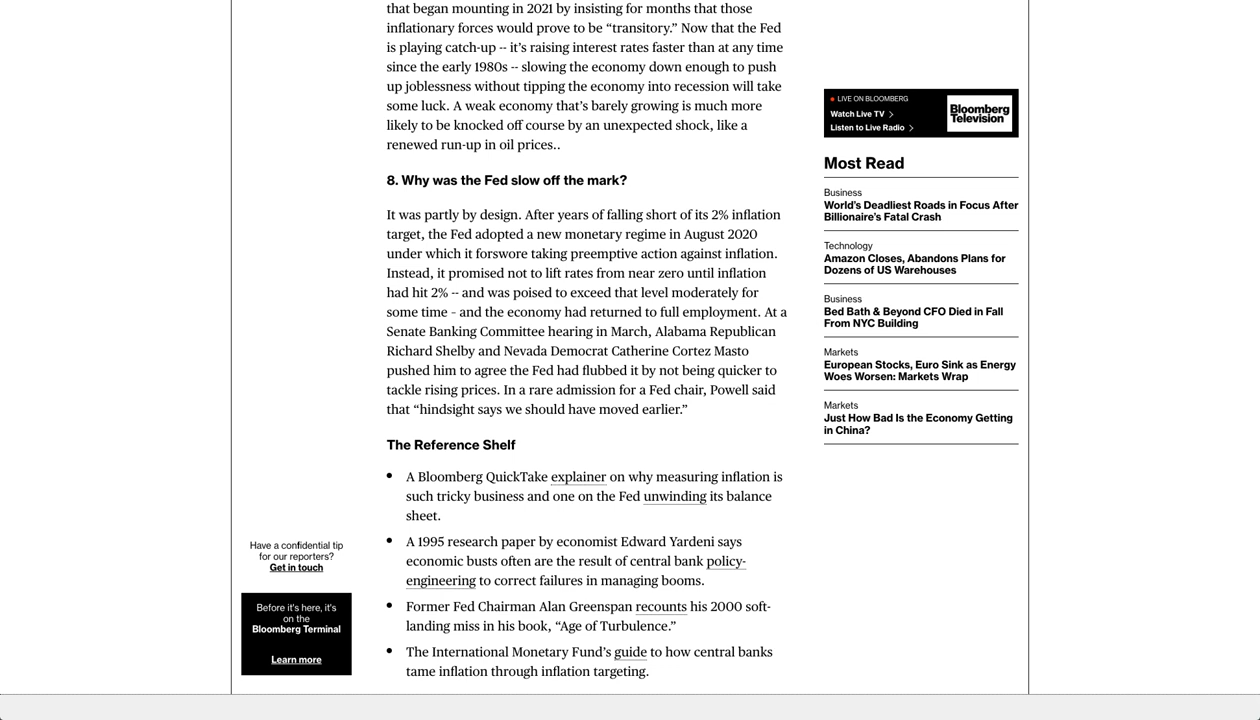 that began mounting in 2021 by insisting for months that those
inflationary forces would prove to be “transitory.” Now that the Fed
is playing catch-up -- it’s raising interest rates faster than at any time
since the early 1980s -- slowing the economy down enough to push
up joblessness without tipping the economy into recession will take
some luck. A weak economy that’s barely growing is much more
likely to be knocked off course by an unexpected shock, like a
renewed run-up in oil prices..
8. Why was the Fed slow off the mark?
It was partly by design. After years of falling short of its 2% inflation
target, the Fed adopted a new monetary regime in August 2020
under which it forswore taking preemptive action against inflation.
Instead, it promised not to lift rates from near zero until inflation
had hit 2% -- and was poised to exceed that level moderately for
some time – and the economy had returned to full employment. At a
Senate Banking Committee hearing in March, Alabama Republican
Richard Shelby and Nevada Democrat Catherine Cortez Masto
pushed him to agree the Fed had flubbed it by not being quicker to
tackle rising prices. In a rare admission for a Fed chair, Powell said
that “hindsight says we should have moved earlier.”
The Reference Shelf
• A Bloomberg QuickTake explainer on why measuring inflation is
such tricky business and one on the Fed unwinding its balance
sheet.
• A 1995 research paper by economist Edward Yardeni says
economic busts often are the result of central bank policy-
engineering to correct failures in managing booms.
• Former Fed Chairman Alan Greenspan recounts his 2000 soft-
landing miss in his book, “Age of Turbulence.”
• The International Monetary Fund’s guide to how central banks
tame inflation through inflation targeting.
Have a confidential tip
for our reporters?
Get in touch
Before it’s here, it’s
on the
Bloomberg Terminal
Learn more
LIVE ON BLOOMBERG
Watch Live TV
Listen to Live Radio
Bloomberg
Television
Most Read
Business
World’s Deadliest Roads in Focus After
Billionaire’s Fatal Crash
Technology
Amazon Closes, Abandons Plans for
Dozens of US Warehouses
Business
Bed Bath & Beyond CFO Died in Fall
From NYC Building
Markets
European Stocks, Euro Sink as Energy
Woes Worsen: Markets Wrap
Markets
Just How Bad Is the Economy Getting
in China?